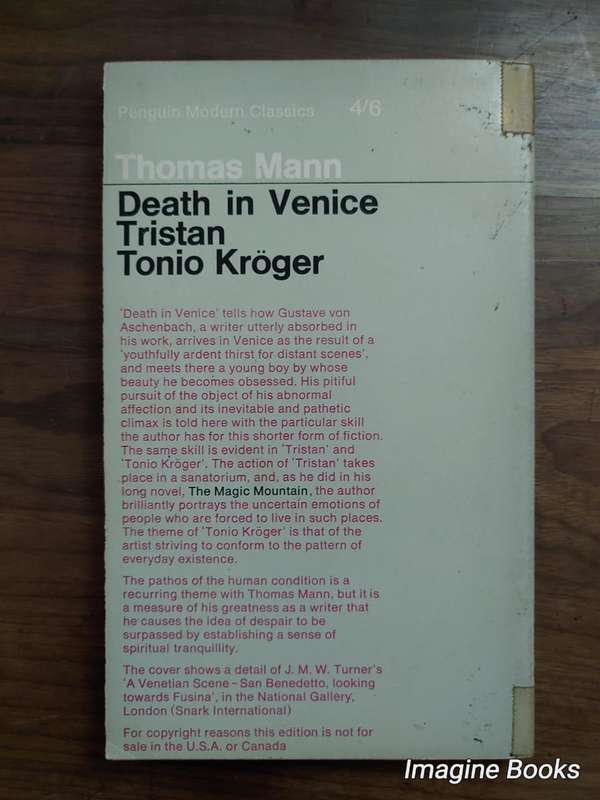 Penguin Modern Classics 4/6
Thomas Mann
Death in Venice
Tristan
Tonio Kröger
'Death in Venice' tells how Gustave von
Aschenbach, a writer utterly absorbed in
his work, arrives in Venice as the result of a
'youthfully ardent thirst for distant scenes',
and meets there a young boy by whose
beauty he becomes obsessed. His pitiful
pursuit of the object of his abnormal
affection and its inevitable and pathetic
climax is told here with the particular skill
the author has for this shorter form of fiction.
The same skill is evident in 'Tristan' and
'Tonio Kröger'. The action of 'Tristan' takes
place in a sanatorium, and, as he did in his
long novel, The Magic Mountain, the author
brilliantly portrays the uncertain emotions of
people who are forced to live in such places.
The theme of 'Tonio Kröger' is that of the
artist striving to conform to the pattern of
everyday existence.
The pathos of the human condition is a
recurring theme with Thomas Mann, but it is
a measure of his greatness as a writer that
he causes the idea of despair to be
surpassed by establishing a sense of
spiritual tranquillity.
The cover shows a detail of J. M. W. Turner's
'A Venetian Scene – San Benedetto, looking
towards Fusina', in the National Gallery,
London (Snark International)
For copyright reasons this edition is not for
sale in the U.S.A. or Canada
Imagine Books